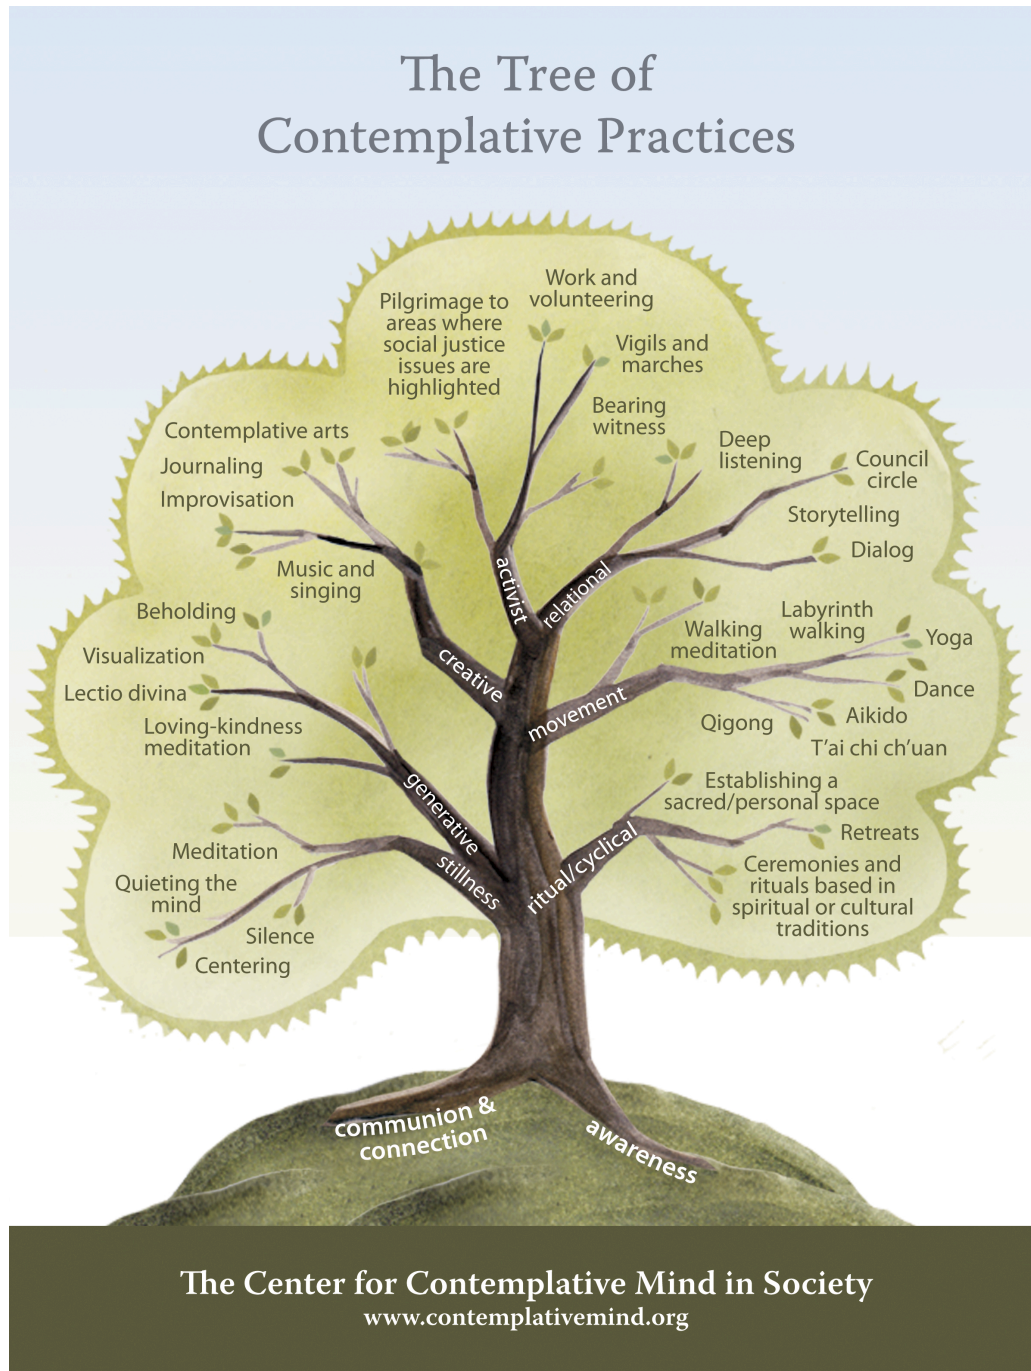 The Tree of
Contemplative Practices
Work and
volunteering
Pilgrimage to
areas where
social justice
issues are
highlighted
Vigils and
marches
Bearing
witness
Contemplative arts
Journaling
Improvisation
Music and
singing
Deep
listening
Council
circle
Storytelling
Dialog
activist
relational
Beholding
Visualization
Lectio divina
Loving-kindness
meditation
creative
movement
Walking
meditation
Labyrinth
walking
Yoga
Dance
Qigong
Aikido
T'ai chi ch'uan
generative
stillness
ritual/cyclical
Establishing a
sacred/personal space
Retreats
Ceremonies and
rituals based in
spiritual or cultural
traditions
Meditation
Quieting the
mind
Silence
Centering
communion &
connection
awareness
The Center for Contemplative Mind in Society
www.contemplativemind.org